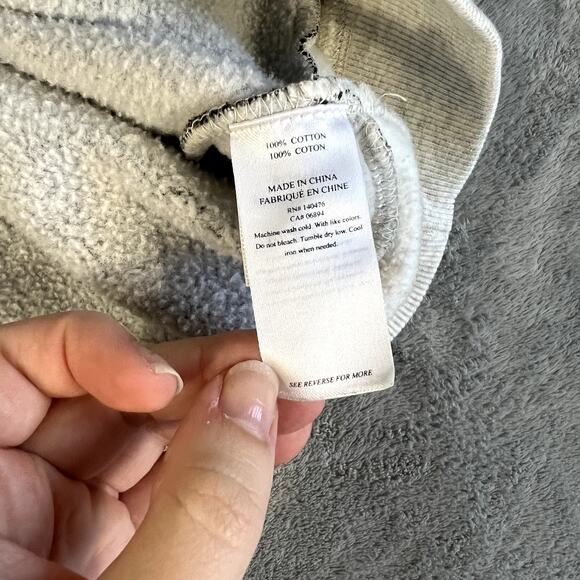 100% COTTON
100% COTON
MADE IN CHINA
FABRIQUÉ EN CHINE
RN# 140476
CA# 06894
Machine wash cold. With like colors.
Do not bleach. Tumble dry low. Cool
iron when needed.
SEE REVERSE FOR MORE